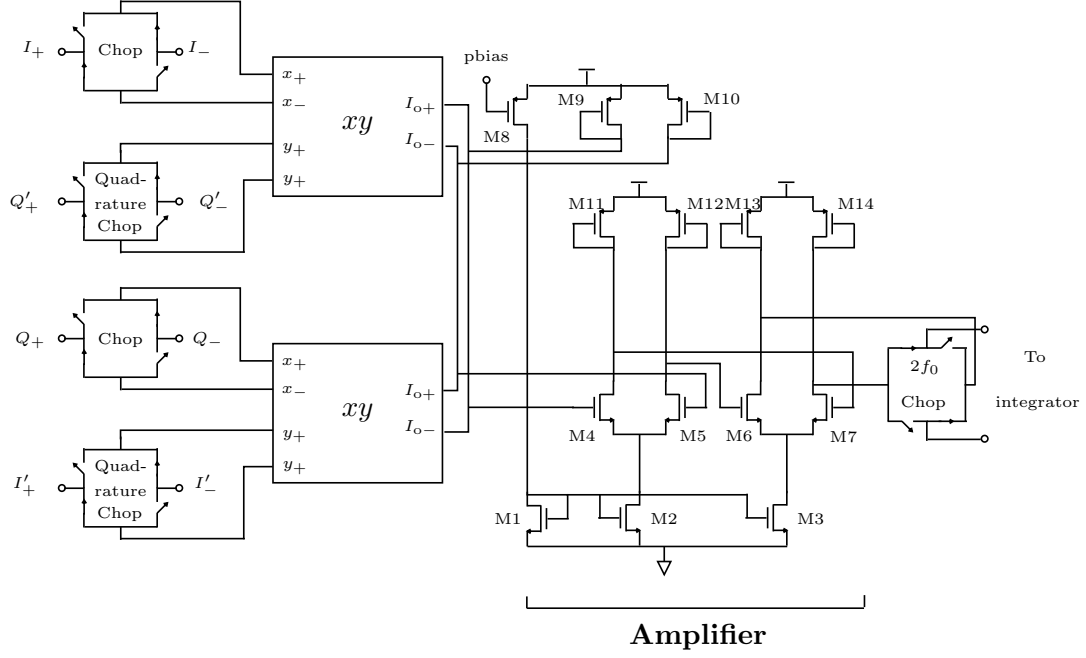 I+
Chop
I−
x+
x−
xy
Io+
Io−
y+
y+
Q′+
Quad-
rature
Chop
Q′−
pbias
M8
M9
M10
M11
M12
M13
M14
Q+
Chop
Q−
x+
x−
xy
Io+
Io−
y+
y+
I′+
Quad-
rature
Chop
I′−
M4
M5
M6
M7
2f0
Chop
To
integrator
M1
M2
M3
Amplifier